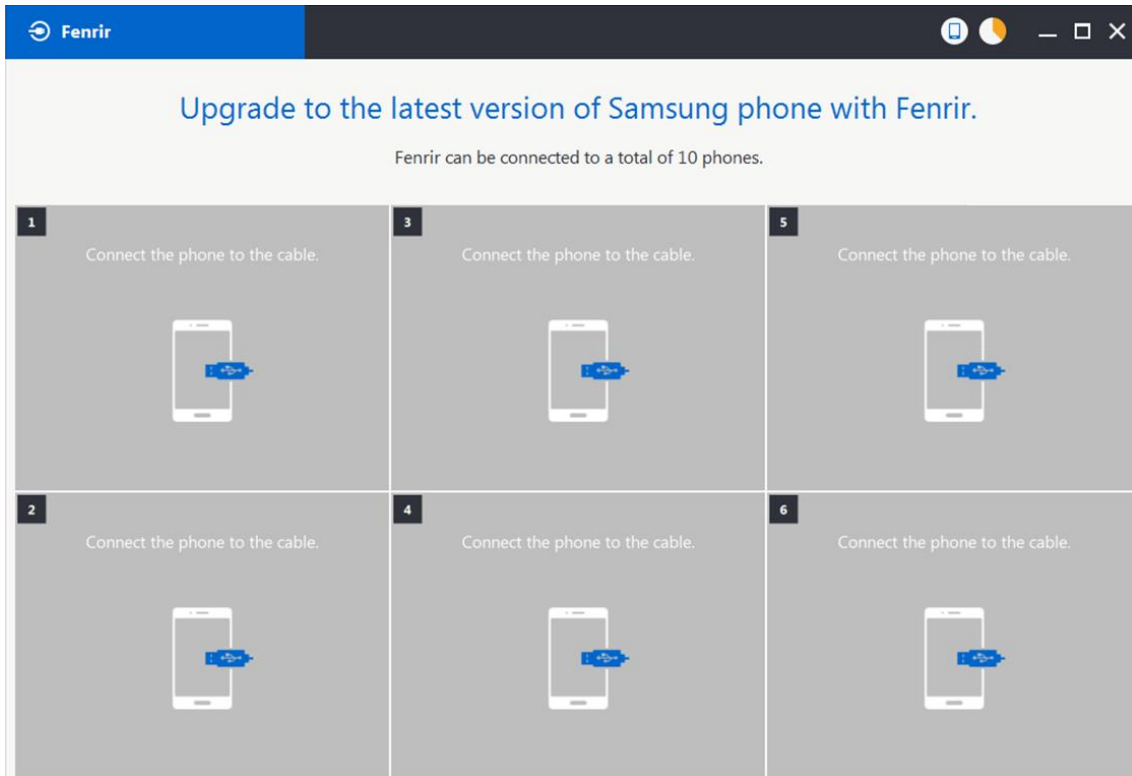 Fenrir
Upgrade to the latest version of Samsung phone with Fenrir.
Fenrir can be connected to a total of 10 phones.
1
Connect the phone to the cable.
3
Connect the phone to the cable.
5
Connect the phone to the cable.
2
Connect the phone to the cable.
4
Connect the phone to the cable.
6
Connect the phone to the cable.